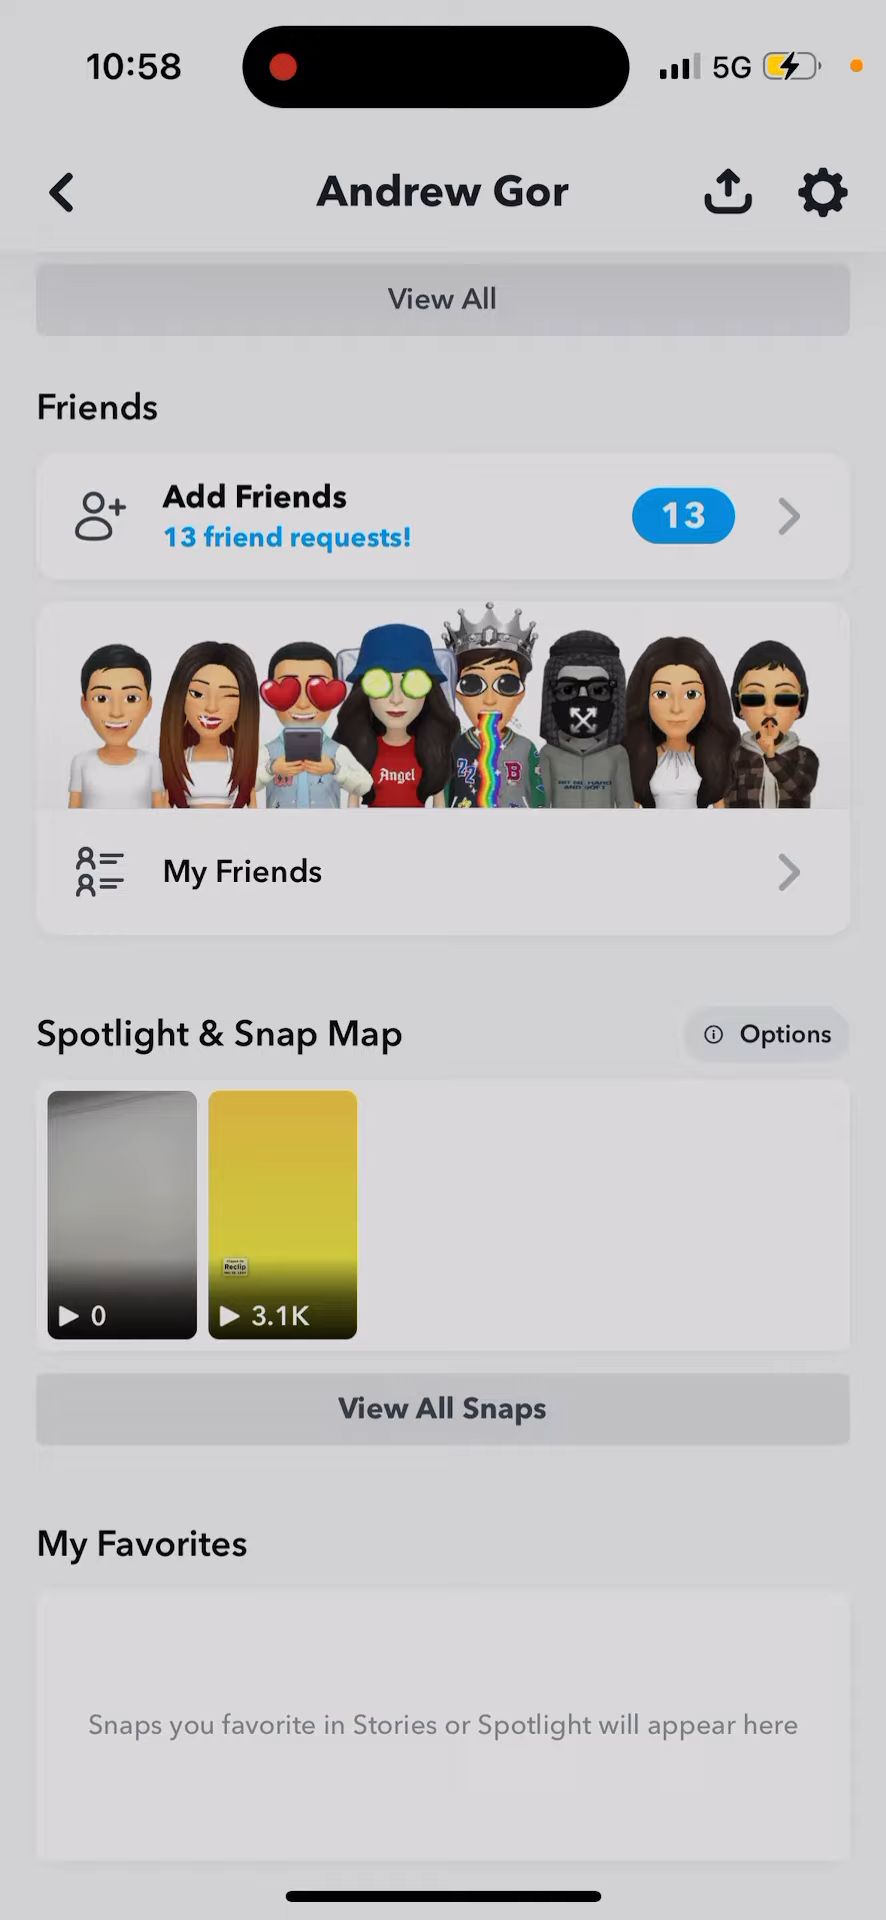 10:58
5G
Andrew Gor
View All
Friends
Add Friends
13 friend requests!
13
Angel
22
B
My Friends
Spotlight & Snap Map
Options
Reclip
0
3.1K
View All Snaps
My Favorites
Snaps you favorite in Stories or Spotlight will appear here